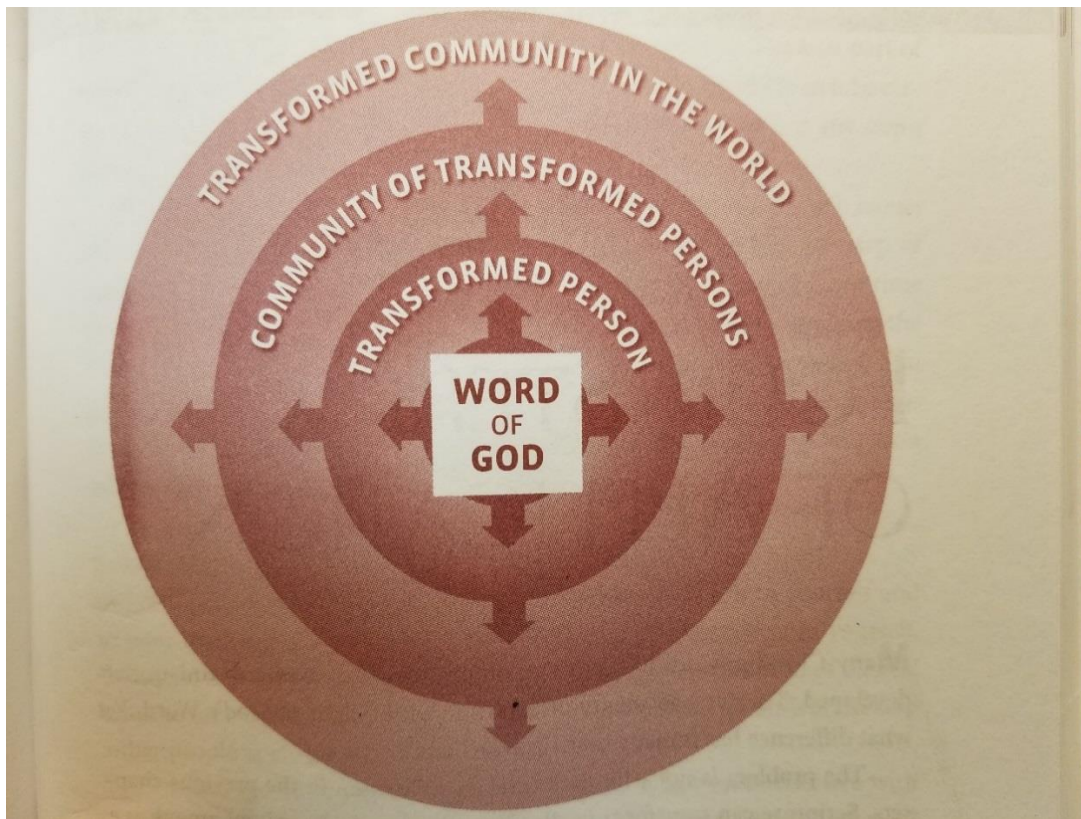 TRANSFORMED COMMUNITY IN THE WORLD
COMMUNITY OF TRANSFORMED PERSONS
TRANSFORMED PERSON
WORD
OF
GOD